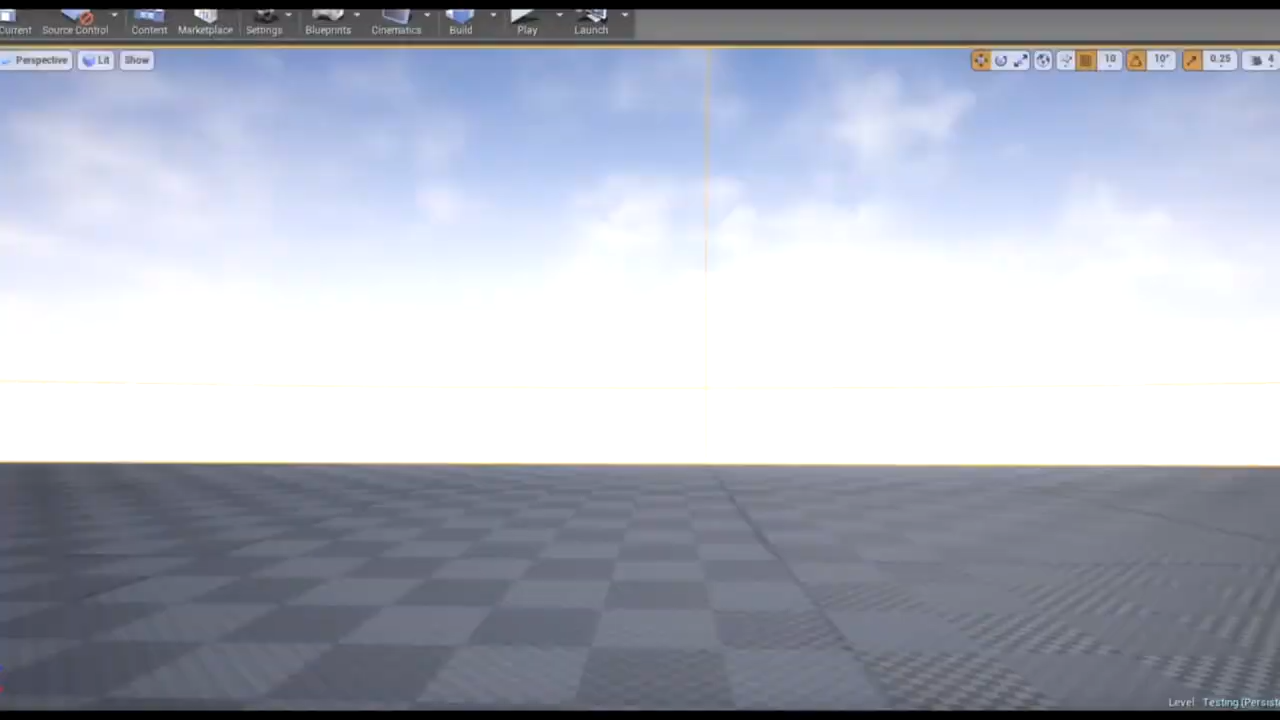 Current Source Control Content Marketplace Settings Blueprints Cinematics Build Play Launch
Perspective Lit Show 10 10° 0.25 4
Level Testing (Persist